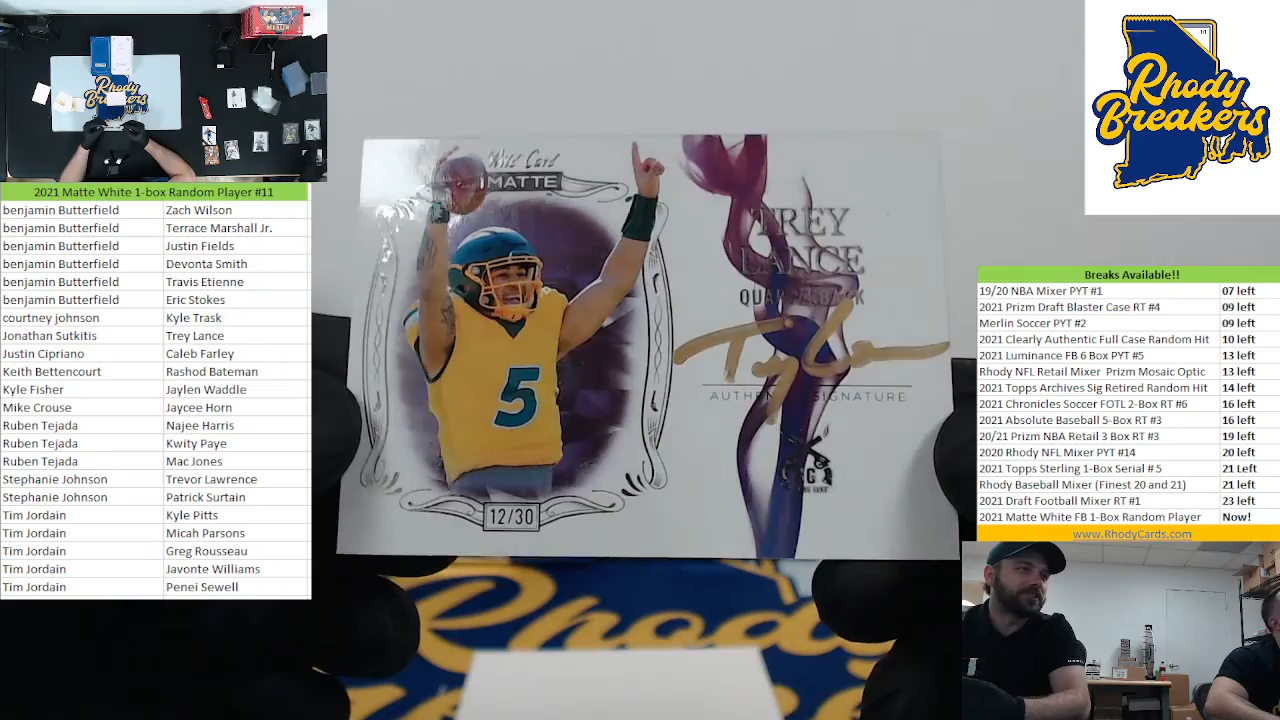 2021 Matte White 1-box Random Player #11
benjamin Butterfield Zach Wilson
benjamin Butterfield Terrace Marshall Jr.
benjamin Butterfield Justin Fields
benjamin Butterfield Devonta Smith
benjamin Butterfield Travis Etienne
benjamin Butterfield Eric Stokes
courtney johnson Kyle Trask
Jonathan Sutkitis Trey Lance
Justin Cipriano Caleb Farley
Keith Bettencourt Rashod Bateman
Kyle Fisher Jaylen Waddle
Mike Crouse Jaycee Horn
Ruben Tejada Najee Harris
Ruben Tejada Kwity Paye
Ruben Tejada Mac Jones
Stephanie Johnson Trevor Lawrence
Stephanie Johnson Patrick Surtain
Tim Jordain Kyle Pitts
Tim Jordain Micah Parsons
Tim Jordain Greg Rousseau
Tim Jordain Javonte Williams
Tim Jordain Penei Sewell
Rhody
Breakers
Wild Card
MATTE
5
12/30
TREY
LANCE
QUARTERBACK
AUTHENTIC SIGNATURE
Rhody
Rhody
Breakers
Breaks Available!!
19/20 NBA Mixer PYT #1 07 left
2021 Prizm Draft Blaster Case RT #4 09 left
Merlin Soccer PYT #2 09 left
2021 Clearly Authentic Full Case Random Hit 10 left
2021 Luminance FB 6 Box PYT #5 13 left
Rhody NFL Retail Mixer Prizm Mosaic Optic 13 left
2021 Topps Archives Sig Retired Random Hit 14 left
2021 Chronicles Soccer FOTL 2-Box RT #6 16 left
2021 Absolute Baseball 5-Box RT #3 16 left
20/21 Prizm NBA Retail 3 Box RT #3 19 left
2020 Rhody NFL Mixer PYT #14 20 left
2021 Topps Sterling 1-Box Serial # 5 21 Left
Rhody Baseball Mixer (Finest 20 and 21) 21 left
2021 Draft Football Mixer RT #1 23 left
2021 Matte White FB 1-Box Random Player Now!
www.RhodyCards.com